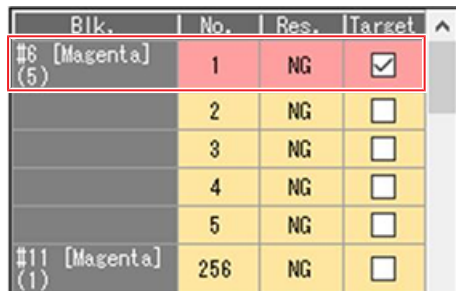 Blk. No. Res. Target
#6 [Magenta] 1 NG
(5)
2 NG
3 NG
4 NG
5 NG
#11 [Magenta] 256 NG
(1)